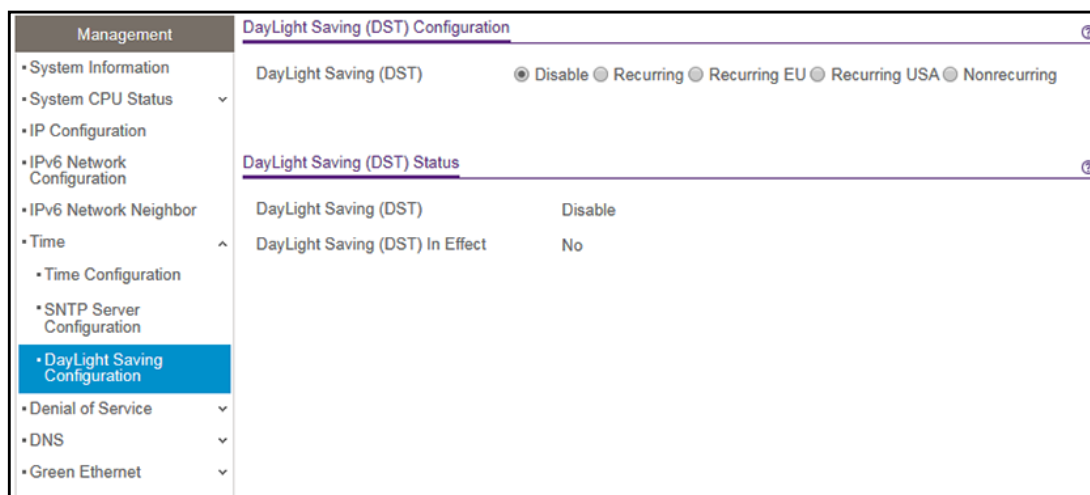 Management
System Information
System CPU Status
IP Configuration
IPv6 Network
Configuration
IPv6 Network Neighbor
Time
Time Configuration
SNTP Server
Configuration
DayLight Saving
Configuration
Denial of Service
DNS
Green Ethernet
DayLight Saving (DST) Configuration
DayLight Saving (DST) Disable Recurring Recurring EU Recurring USA Nonrecurring
DayLight Saving (DST) Status
DayLight Saving (DST) Disable
DayLight Saving (DST) In Effect No